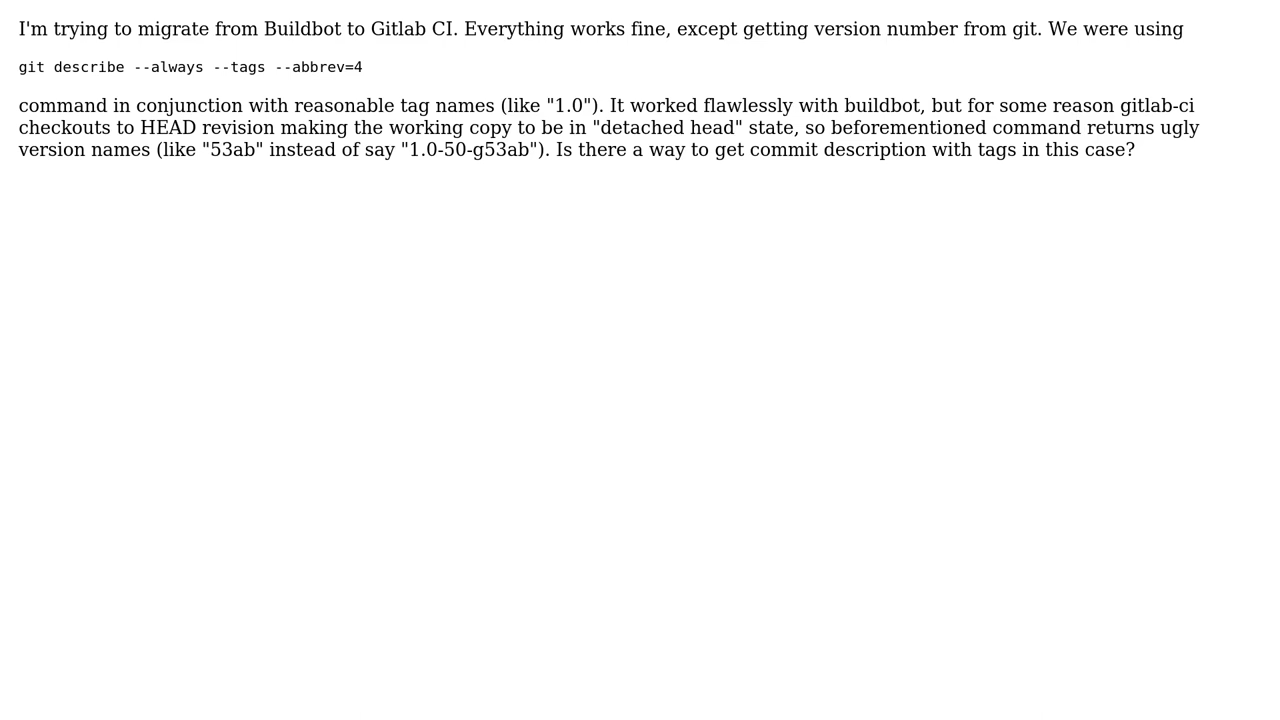 I'm trying to migrate from Buildbot to Gitlab CI. Everything works fine, except getting version number from git. We were using
git describe --always --tags --abbrev=4
command in conjunction with reasonable tag names (like "1.0"). It worked flawlessly with buildbot, but for some reason gitlab-ci
checkouts to HEAD revision making the working copy to be in "detached head" state, so beforementioned command returns ugly
version names (like "53ab" instead of say "1.0-50-g53ab"). Is there a way to get commit description with tags in this case?